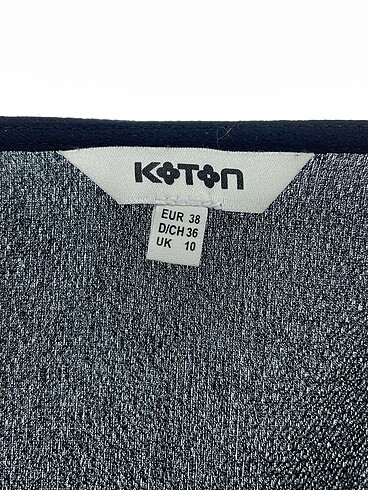 KOTON
EUR 38
D/CH 36
UK 10